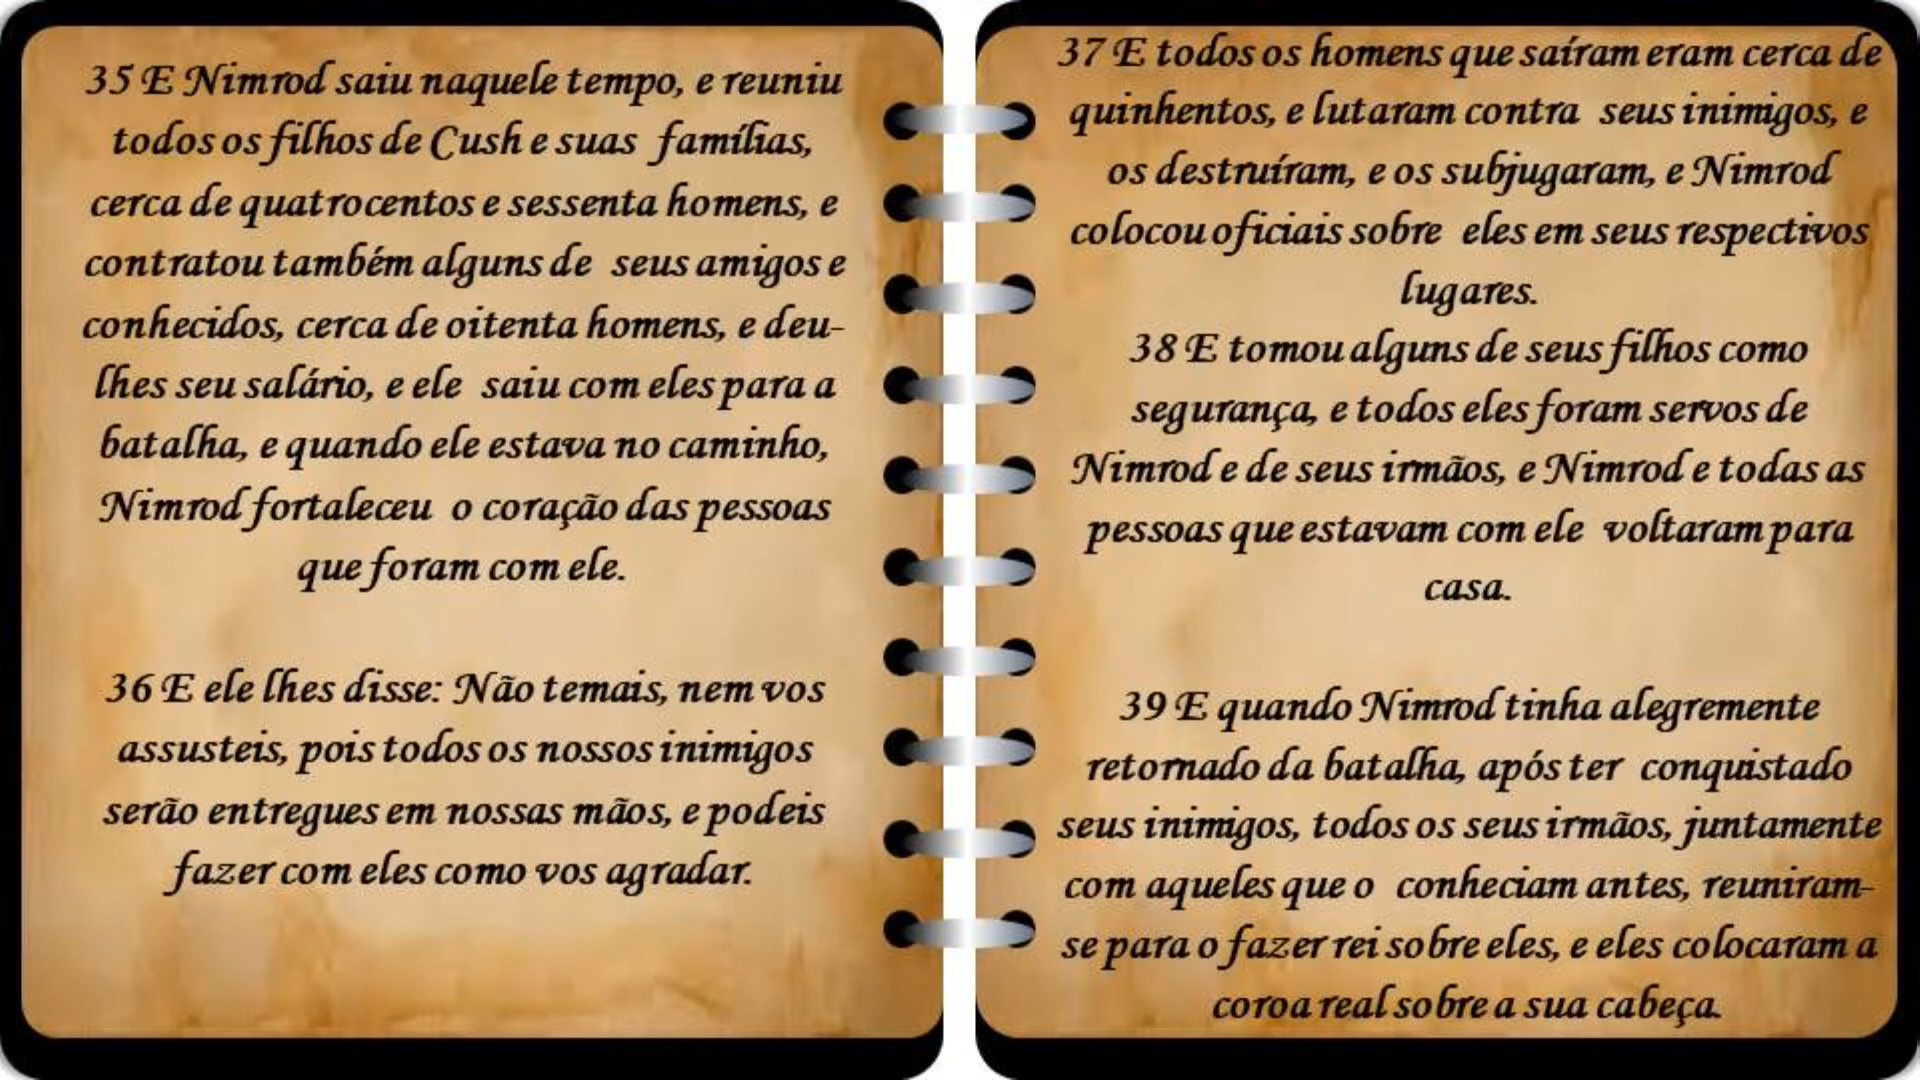 35 E Nimrod saiu naquele tempo, e reuniu
todos os filhos de Cush e suas famílias,
cerca de quatrocentos e sessenta homens, e
contratou também alguns de seus amigos e
conhecidos, cerca de oitenta homens, e deu-
lhes seu salário, e ele saiu com eles para a
batalha, e quando ele estava no caminho,
Nimrod fortaleceu o coração das pessoas
que foram com ele.
36 E ele lhes disse: Não temais, nem vos
assusteis, pois todos os nossos inimigos
serão entregues em nossas mãos, e podeis
fazer com eles como vos agradar.
37 E todos os homens que saíram eram cerca de
quinhentos, e lutaram contra seus inimigos, e
os destruíram, e os subjugaram, e Nimrod
colocou oficiais sobre eles em seus respectivos
lugares.
38 E tomou alguns de seus filhos como
segurança, e todos eles foram servos de
Nimrod e de seus irmãos, e Nimrod e todas as
pessoas que estavam com ele voltaram para
casa.
39 E quando Nimrod tinha alegremente
retornado da batalha, após ter conquistado
seus inimigos, todos os seus irmãos, juntamente
com aqueles que o conheciam antes, reuniram-
se para o fazer rei sobre eles, e eles colocaram a
coroa real sobre a sua cabeça.